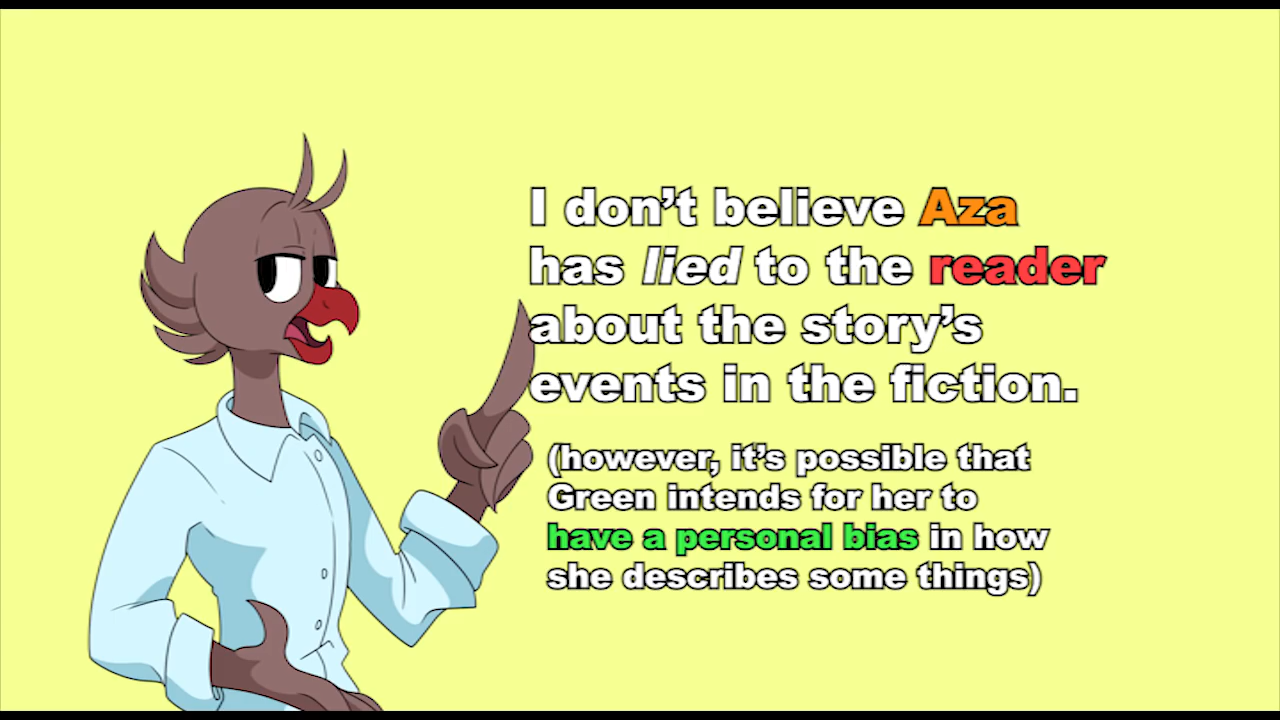 I don’t believe Aza
has lied to the reader
about the story’s
events in the fiction.
(however, it’s possible that
Green intends for her to
have a personal bias in how
she describes some things)